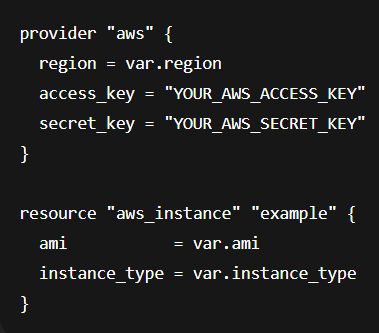 provider "aws" {
  region = var.region
  access_key = "YOUR_AWS_ACCESS_KEY"
  secret_key = "YOUR_AWS_SECRET_KEY"
}

resource "aws_instance" "example" {
  ami           = var.ami
  instance_type = var.instance_type
}